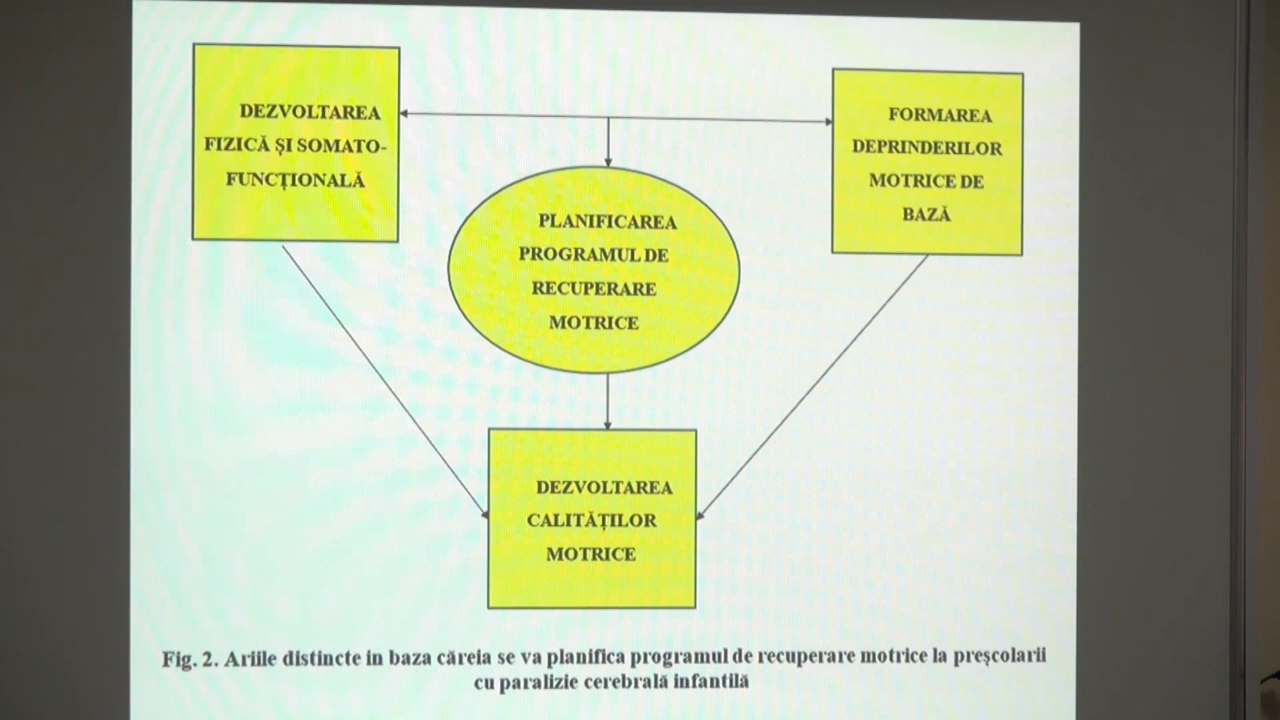 DEZVOLTAREA
FIZICĂ ȘI SOMATO-
FUNCȚIONALĂ
FORMAREA
DEPRINDERILOR
MOTRICE DE
BAZĂ
PLANIFICAREA
PROGRAMUL DE
RECUPERARE
MOTRICE
DEZVOLTAREA
CALITĂȚILOR
MOTRICE
Fig. 2. Ariile distincte in baza căreia se va planifica programul de recuperare motrice la preșcolarii
cu paralizie cerebrală infantilă